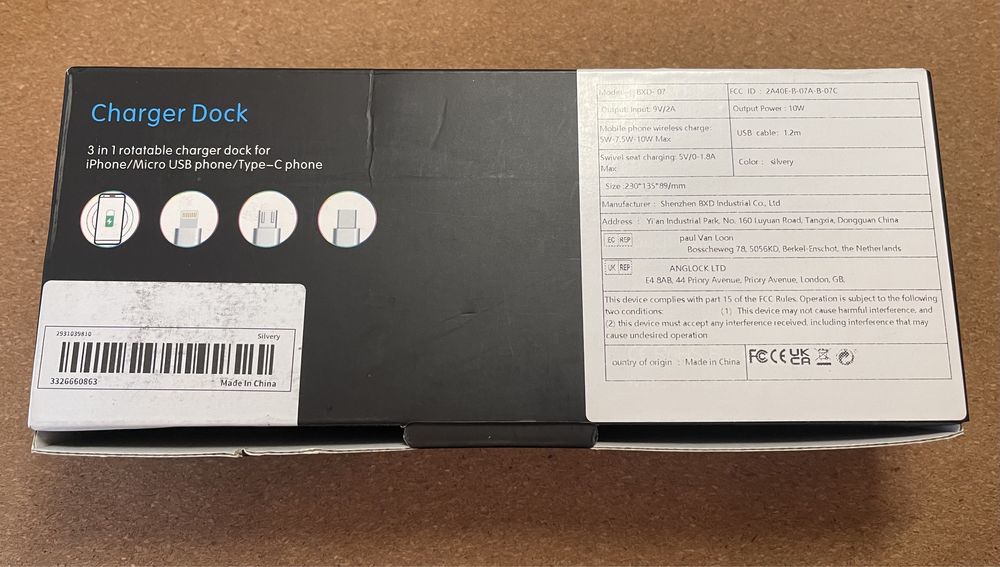 Charger Dock
3 in 1 rotatable charger dock for
iPhone/Micro USB phone/Type-C phone
2931039810
Silvery
3326660863
Made in China
Model: BXD- 07
FCC ID : 2A40E-B-07A-B-07C
Output: Input: 9V/2A
Output Power : 10W
Mobile phone wireless charge:
5W-7.5W-10W Max
USB cable: 1.2m
Swivel seat charging: 5V/0-1.8A
Max
Color : silvery
Size :230*135*89/mm
Manufacturer : Shenzhen BXD Industrial Co., Ltd
Address : Yi'an Industrial Park, No. 160 Luyuan Road, Tangxia, Dongguan China
EC REP
paul Van Loon
Bosscheweg 78, 5056KD, Berkel-Enschot, the Netherlands
UK REP
ANGLOCK LTD
E4 8AB, 44 Priory Avenue, Priory Avenue, London, GB,
This device complies with part 15 of the FCC Rules. Operation is subject to the following
two conditions: (1) This device may not cause harmful interference, and
(2) this device must accept any interference received, including interference that may
cause undesired operation
ountry of origin : Made in China
FC CE UK
CA